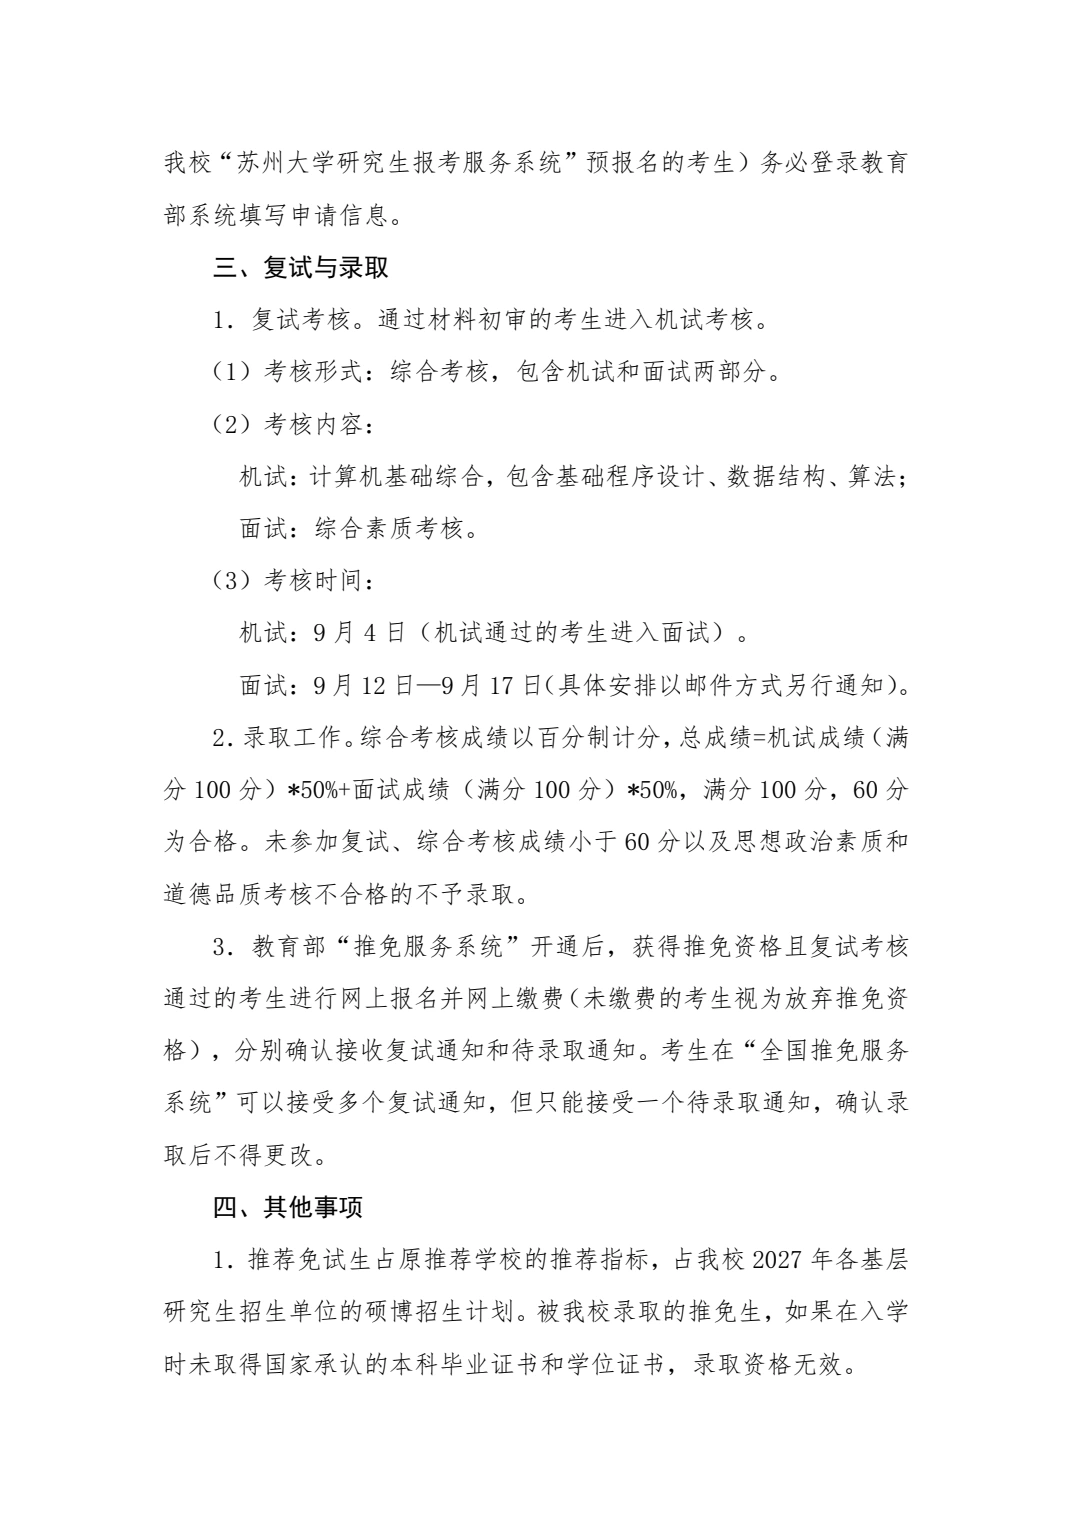 我校“苏州大学研究生报考服务系统”预报名的考生）务必登录教育
部系统填写申请信息。
三、复试与录取
1. 复试考核。通过材料初审的考生进入机试考核。
（1）考核形式：综合考核，包含机试和面试两部分。
（2）考核内容：
机试：计算机基础综合，包含基础程序设计、数据结构、算法；
面试：综合素质考核。
（3）考核时间：
机试：9 月 4 日（机试通过的考生进入面试）。
面试：9 月 12 日—9 月 17 日（具体安排以邮件方式另行通知）。
2. 录取工作。综合考核成绩以百分制计分，总成绩=机试成绩（满
分 100 分）*50%+面试成绩（满分 100 分）*50%，满分 100 分，60 分
为合格。未参加复试、综合考核成绩小于 60 分以及思想政治素质和
道德品质考核不合格的不予录取。
3. 教育部“推免服务系统”开通后，获得推免资格且复试考核
通过的考生进行网上报名并网上缴费（未缴费的考生视为放弃推免资
格），分别确认接收复试通知和待录取通知。考生在“全国推免服务
系统”可以接受多个复试通知，但只能接受一个待录取通知，确认录
取后不得更改。
四、其他事项
1. 推荐免试生占原推荐学校的推荐指标，占我校 2027 年各基层
研究生招生单位的硕博招生计划。被我校录取的推免生，如果在入学
时未取得国家承认的本科毕业证书和学位证书，录取资格无效。